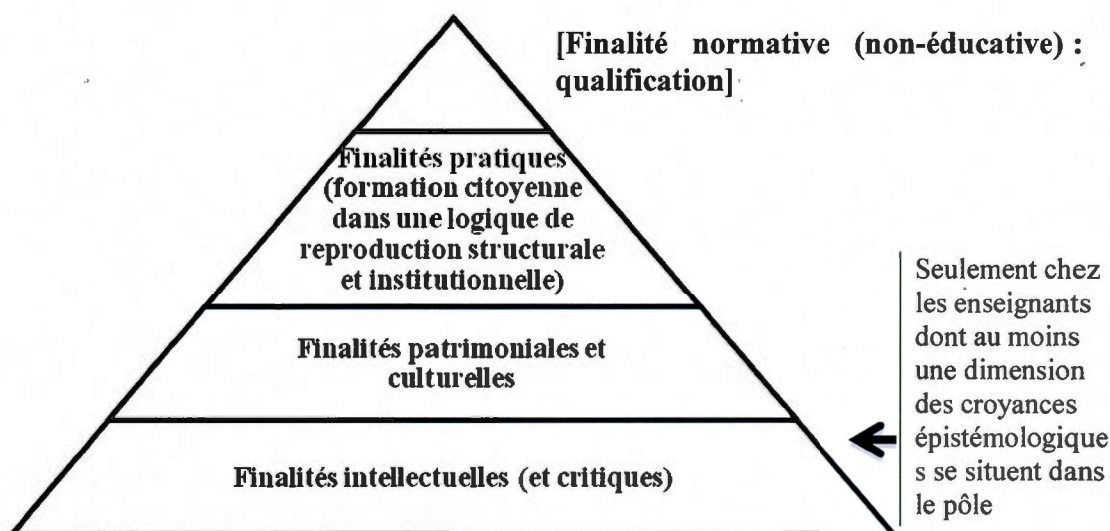 [Finalité normative (non-éducative) :
qualification]
Finalités pratiques
(formation citoyenne
dans une logique de
reproduction structurale
et institutionnelle)
Finalités patrimoniales et
culturelles
Finalités intellectuelles (et critiques)
Seulement chez
les enseignants
dont au moins
une dimension
des croyances
épistémologique
s se situent dans
le pôle